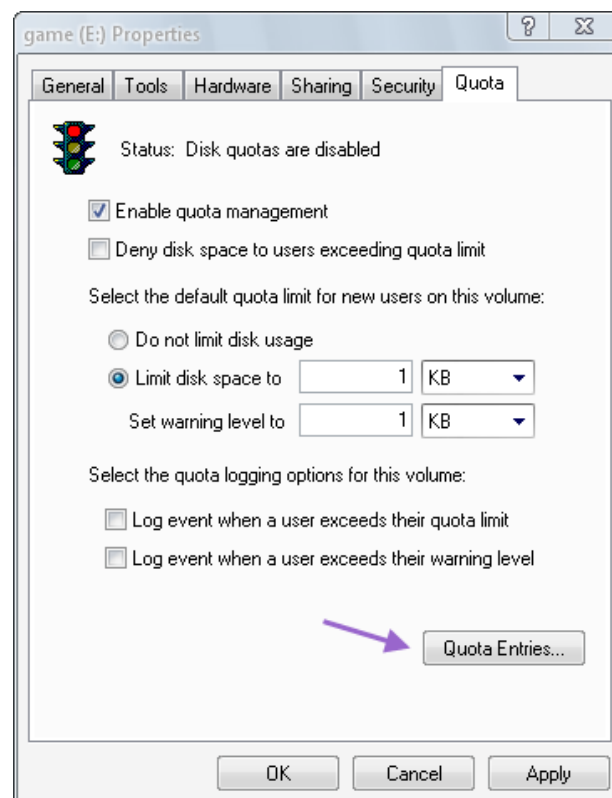 game (E:) Properties
General Tools Hardware Sharing Security Quota
Status: Disk quotas are disabled
Enable quota management
Deny disk space to users exceeding quota limit
Select the default quota limit for new users on this volume:
Do not limit disk usage
Limit disk space to 1 KB
Set warning level to 1 KB
Select the quota logging options for this volume:
Log event when a user exceeds their quota limit
Log event when a user exceeds their warning level
Quota Entries...
OK Cancel Apply